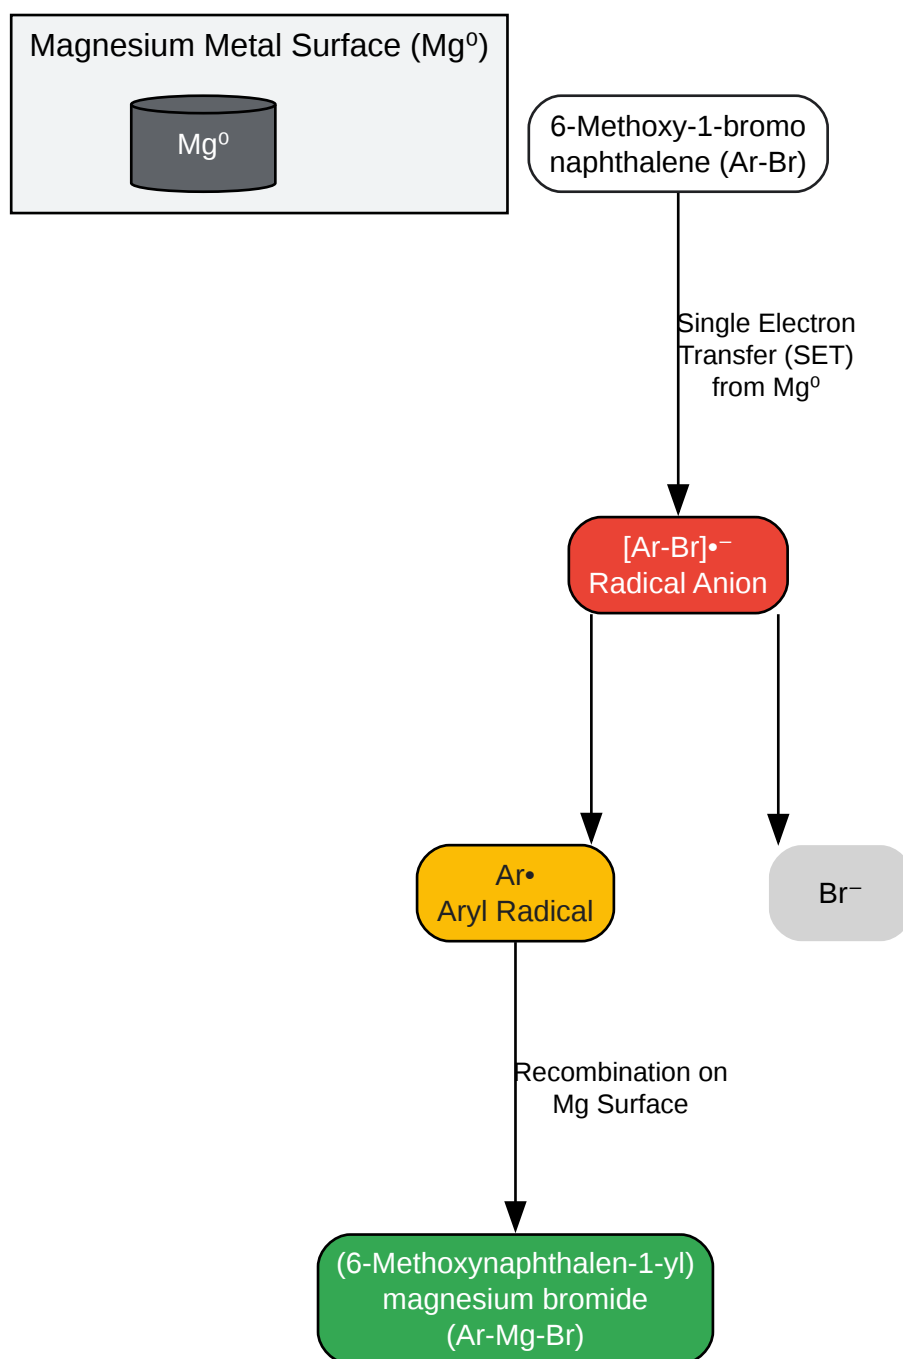 Magnesium Metal Surface (Mg⁰)
Mg⁰
6-Methoxy-1-bromo
naphthalene (Ar-Br)
Single Electron
Transfer (SET)
from Mg⁰
[Ar-Br]•⁻
Radical Anion
Ar•
Aryl Radical
Br⁻
Recombination on
Mg Surface
(6-Methoxynaphthalen-1-yl)
magnesium bromide
(Ar-Mg-Br)